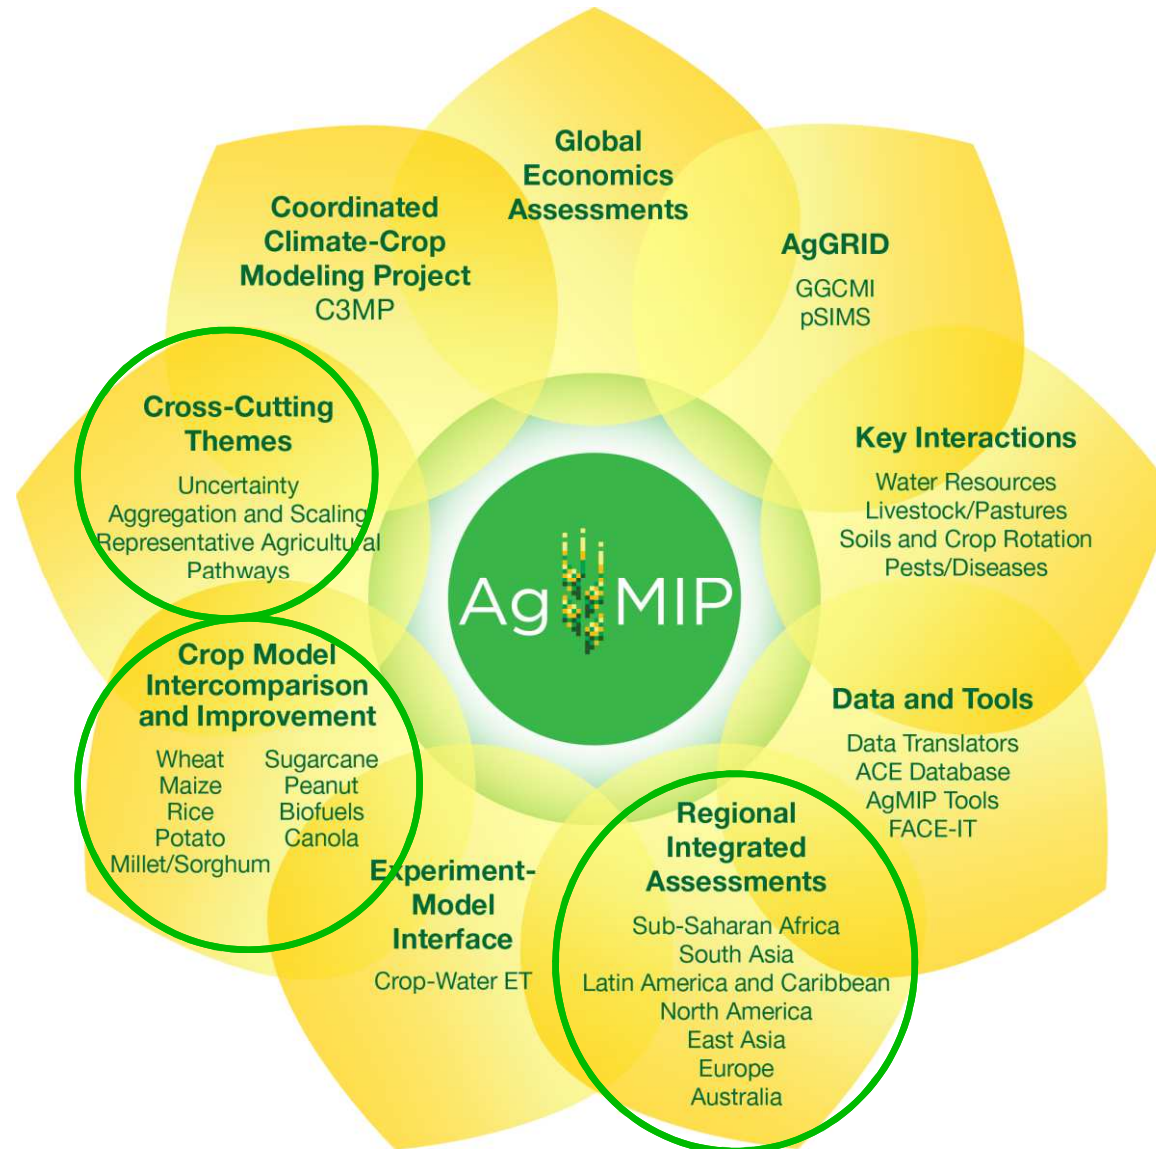 Global
Economics
Assessments
AgGRID
GGCMI
pSIMS
Key Interactions
Water Resources
Livestock/Pastures
Soils and Crop Rotation
Pests/Diseases
Data and Tools
Data Translators
ACE Database
AgMIP Tools
FACE-IT
Regional
Integrated
Assessments
Sub-Saharan Africa
South Asia
Latin America and Caribbean
North America
East Asia
Europe
Australia
Experiment-
Model
Interface
Crop-Water ET
Crop Model
Intercomparison
and Improvement
Wheat Sugarcane
Maize Peanut
Rice Biofuels
Potato Canola
Millet/Sorghum
Cross-Cutting
Themes
Uncertainty
Aggregation and Scaling
Representative Agricultural
Pathways
Coordinated
Climate-Crop
Modeling Project
C3MP
AgMIP